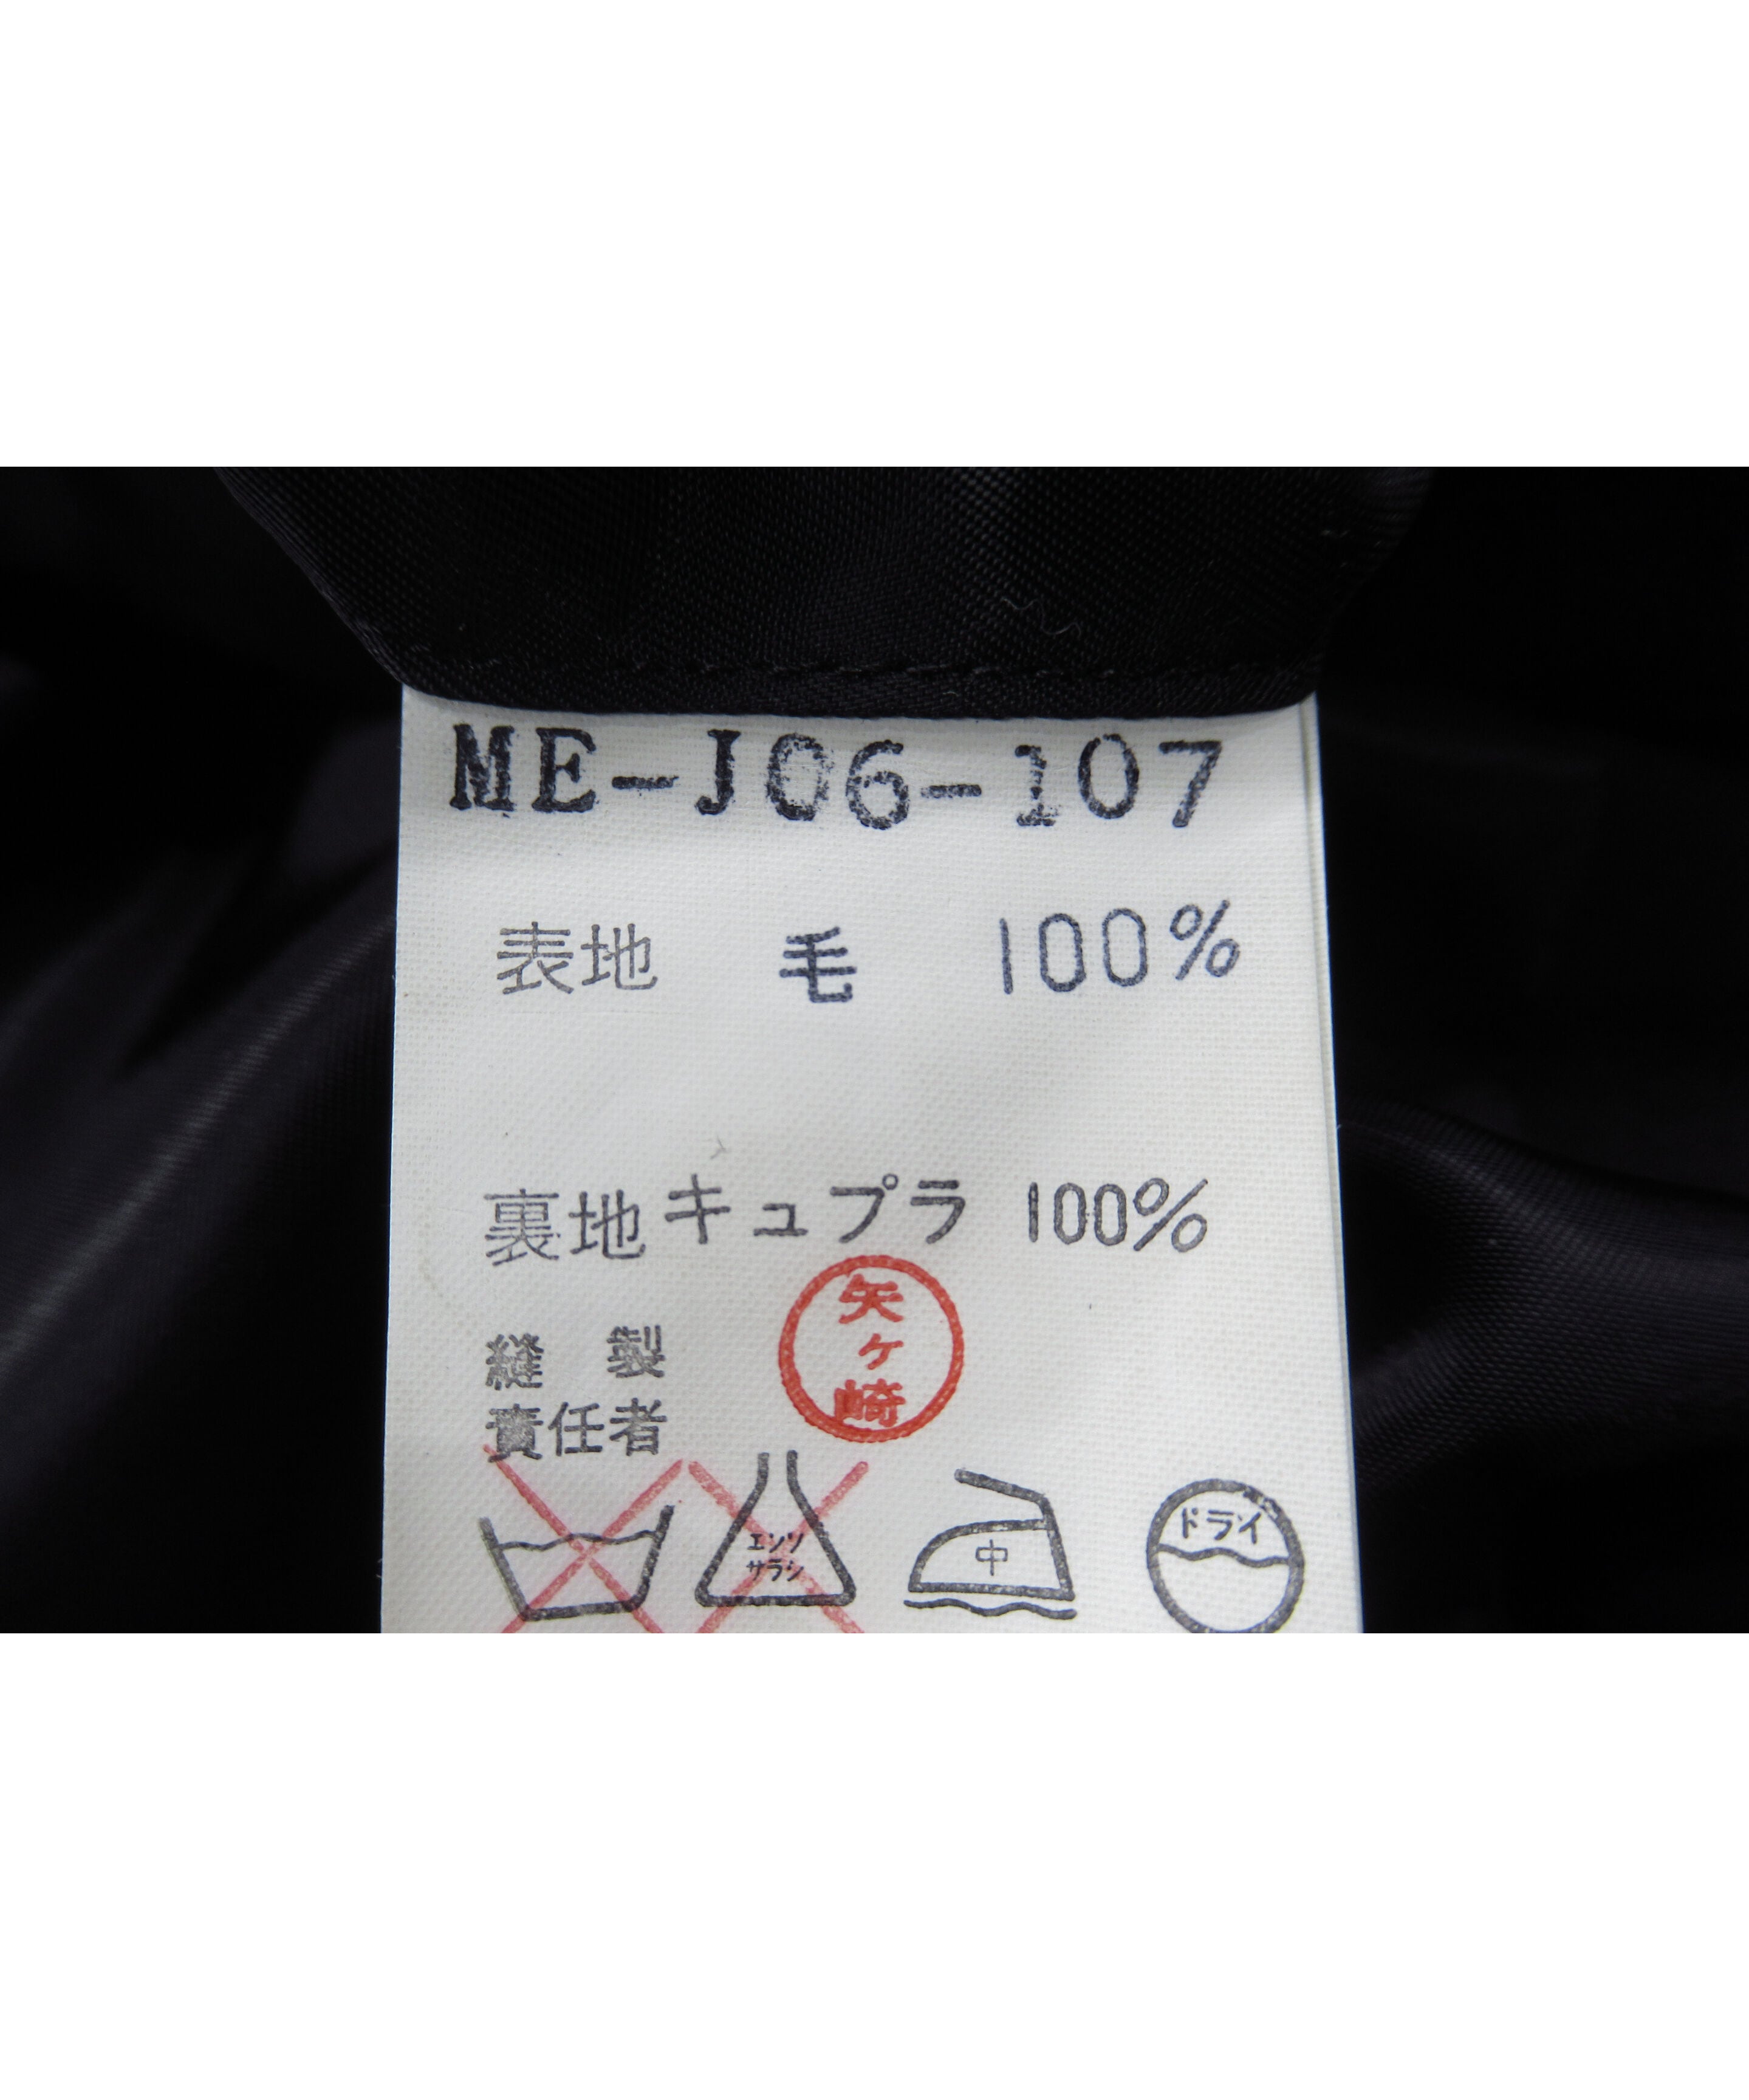 ME-J06-107
表地 毛 100%
裏地 キュプラ 100%
縫製
責任者
矢ヶ崎
エンソ
サラシ
中
ドライ